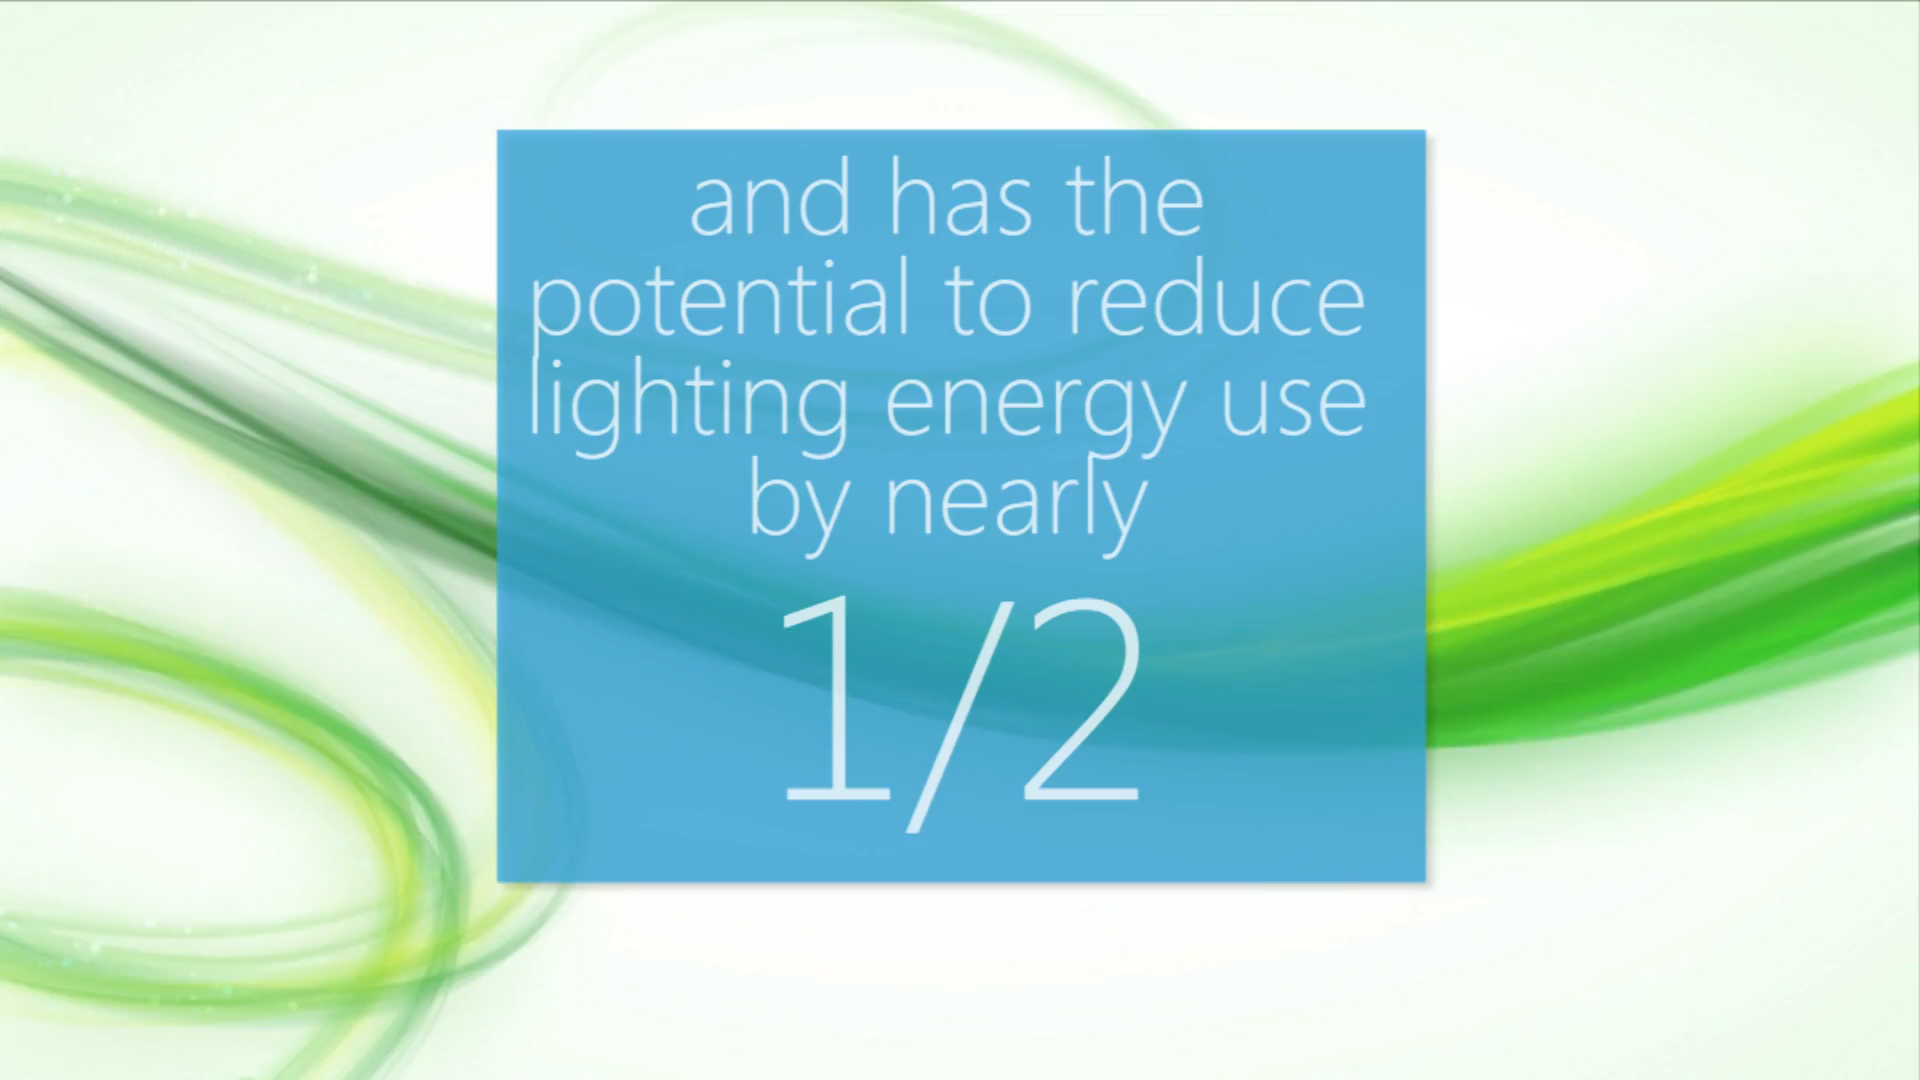 and has the
potential to reduce
lighting energy use
by nearly
1/2